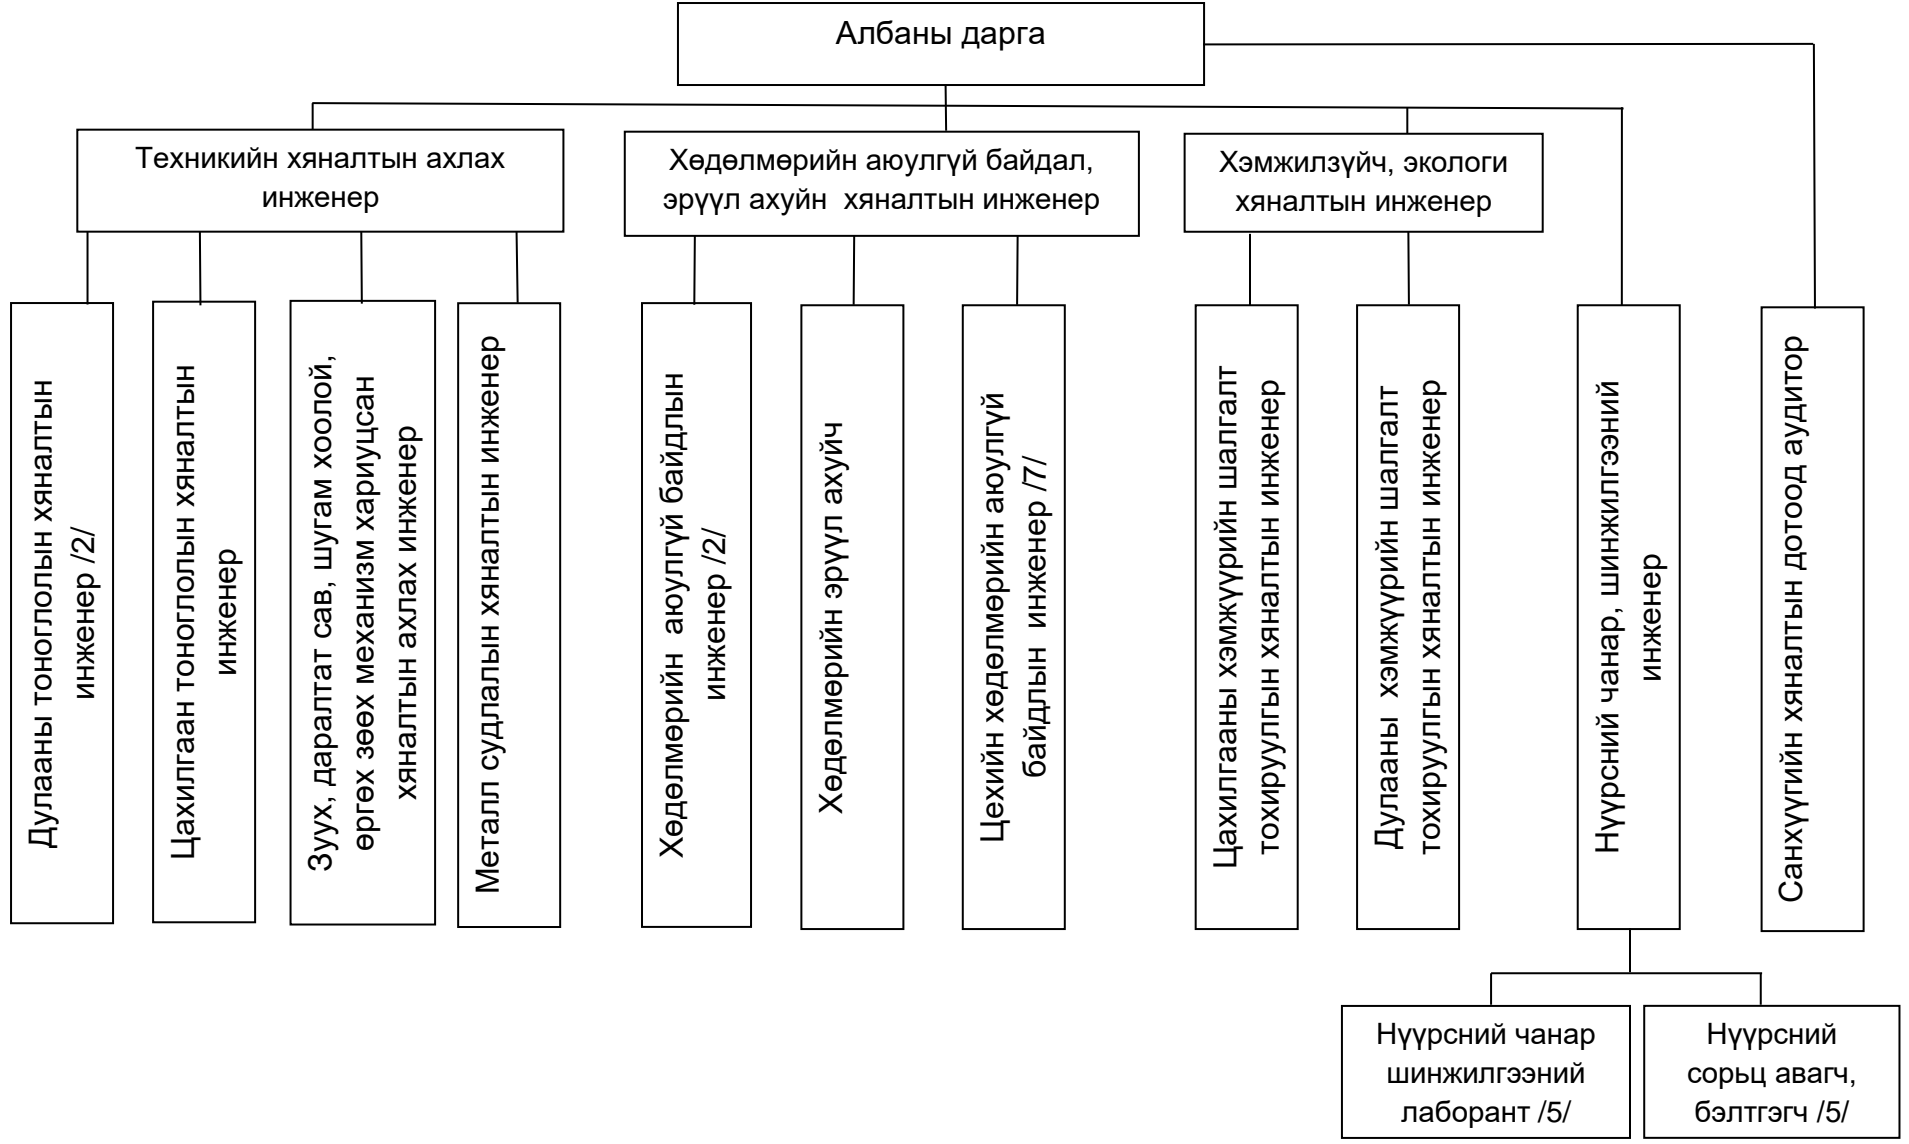 Албаны дарга
Техникийн хяналтын ахлах
инженер
Хөдөлмөрийн аюулгүй байдал,
эрүүл ахуйн хяналтын инженер
Хэмжилзүйч, экологи
хяналтын инженер
Дулааны тоноглолын хяналтын
инженер /2/
Цахилгаан тоноглолын хяналтын
инженер
Зуух, даралтат сав, шугам хоолой,
өргөх зөөх механизм хариуцсан
хяналтын ахлах инженер
Металл судлалын хяналтын инженер
Хөдөлмөрийн аюулгүй байдлын
инженер /2/
Хөдөлмөрийн эрүүл ахуйч
Цехийн хөдөлмөрийн аюулгүй
байдлын инженер /7/
Цахилгааны хэмжүүрийн шалгалт
тохируулгын хяналтын инженер
Дулааны хэмжүүрийн шалгалт
тохируулгын хяналтын инженер
Нүүрсний чанар, шинжилгээний
инженер
Санхүүгийн хяналтын дотоод аудитор
Нүүрсний чанар
шинжилгээний
лаборант /5/
Нүүрсний
сорьц авагч,
бэлтгэгч /5/